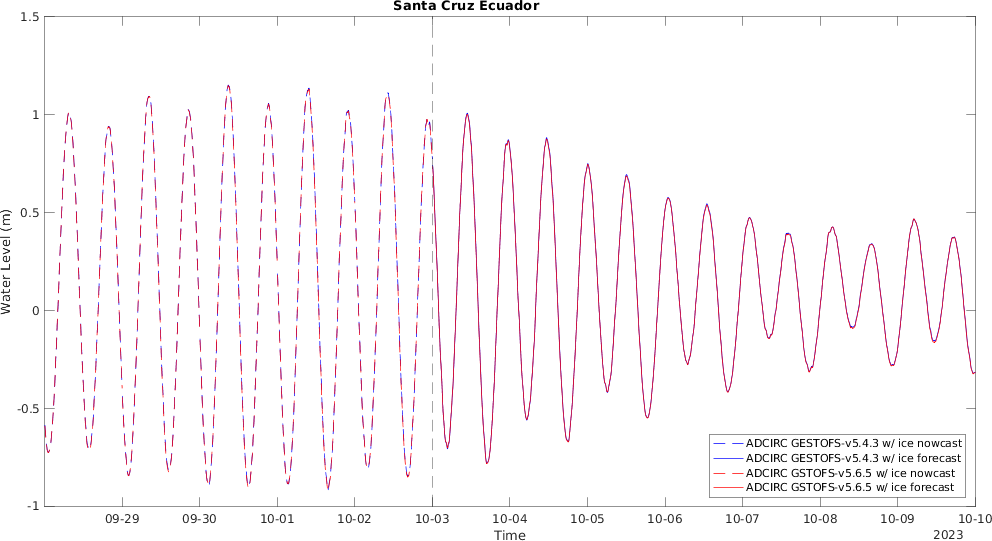 Santa Cruz Ecuador
1.5
1
0.5
0
-0.5
-1
Water Level (m)
ADCIRC GESTOFS-v5.4.3 w/ ice nowcast
ADCIRC GESTOFS-v5.4.3 w/ ice forecast
ADCIRC GSTOFS-v5.6.5 w/ ice nowcast
ADCIRC GSTOFS-v5.6.5 w/ ice forecast
09-29 09-30 10-01 10-02 10-03 10-04 10-05 10-06 10-07 10-08 10-09 10-10
Time
2023